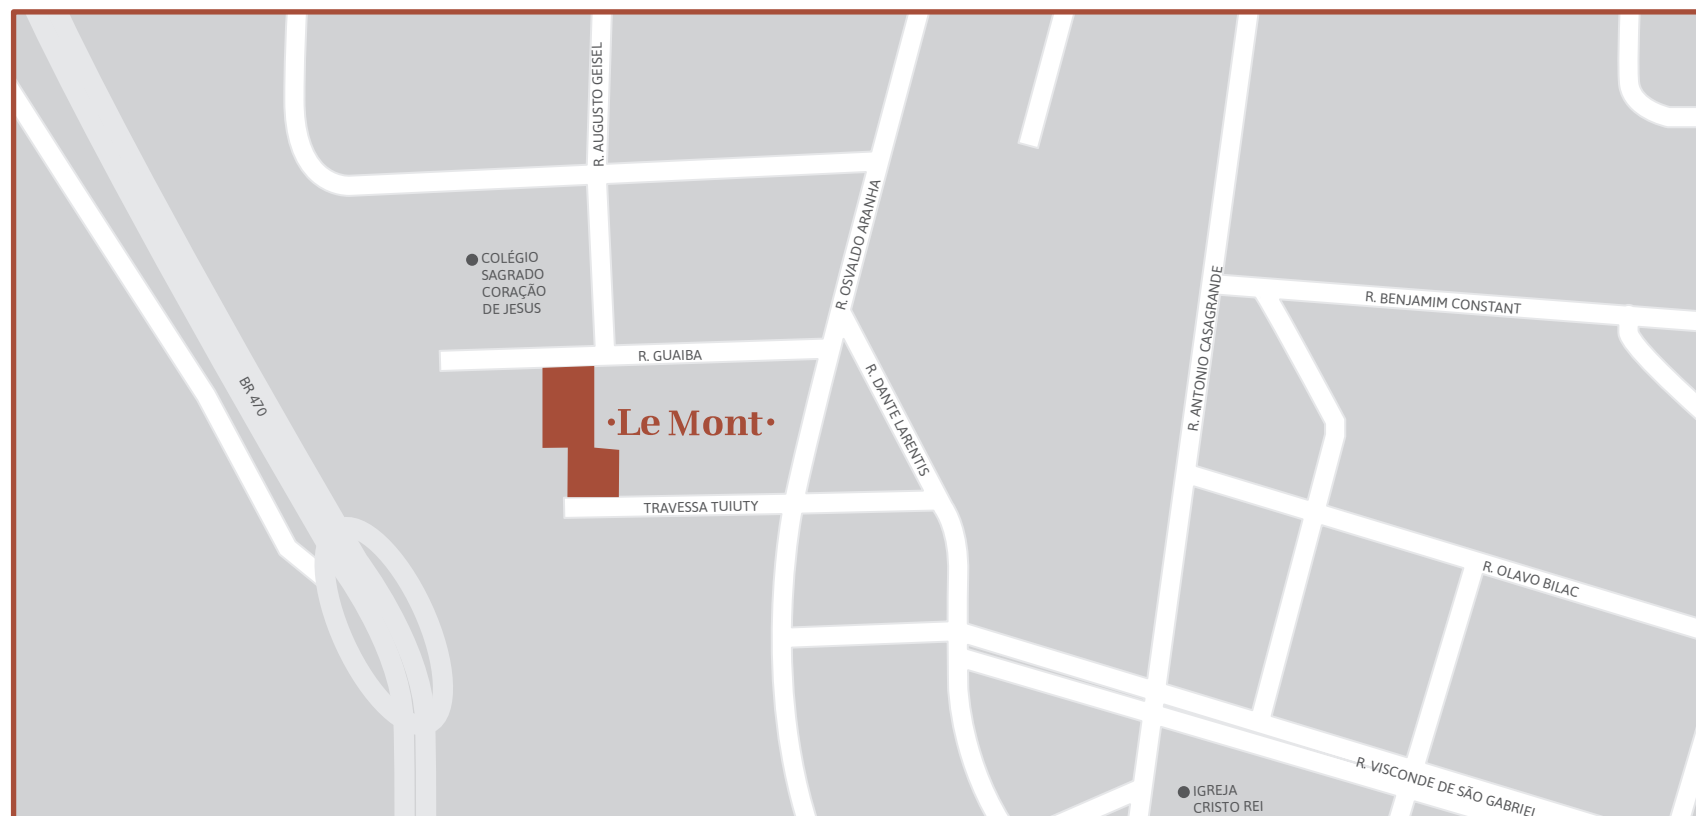 R. AUGUSTO GEISEL
R. OSVALDO ARANHA
COLÉGIO
SAGRADO
CORAÇÃO
DE JESUS
R. ANTONIO CASAGRANDE
R. BENJAMIM CONSTANT
R. GUAIBA
BR 470
R. DANTE LARENTIS
·Le Mont·
TRAVESSA TUIUTY
R. OLAVO BILAC
R. VISCONDE DE SÃO GABRIEL
IGREJA
CRISTO REI